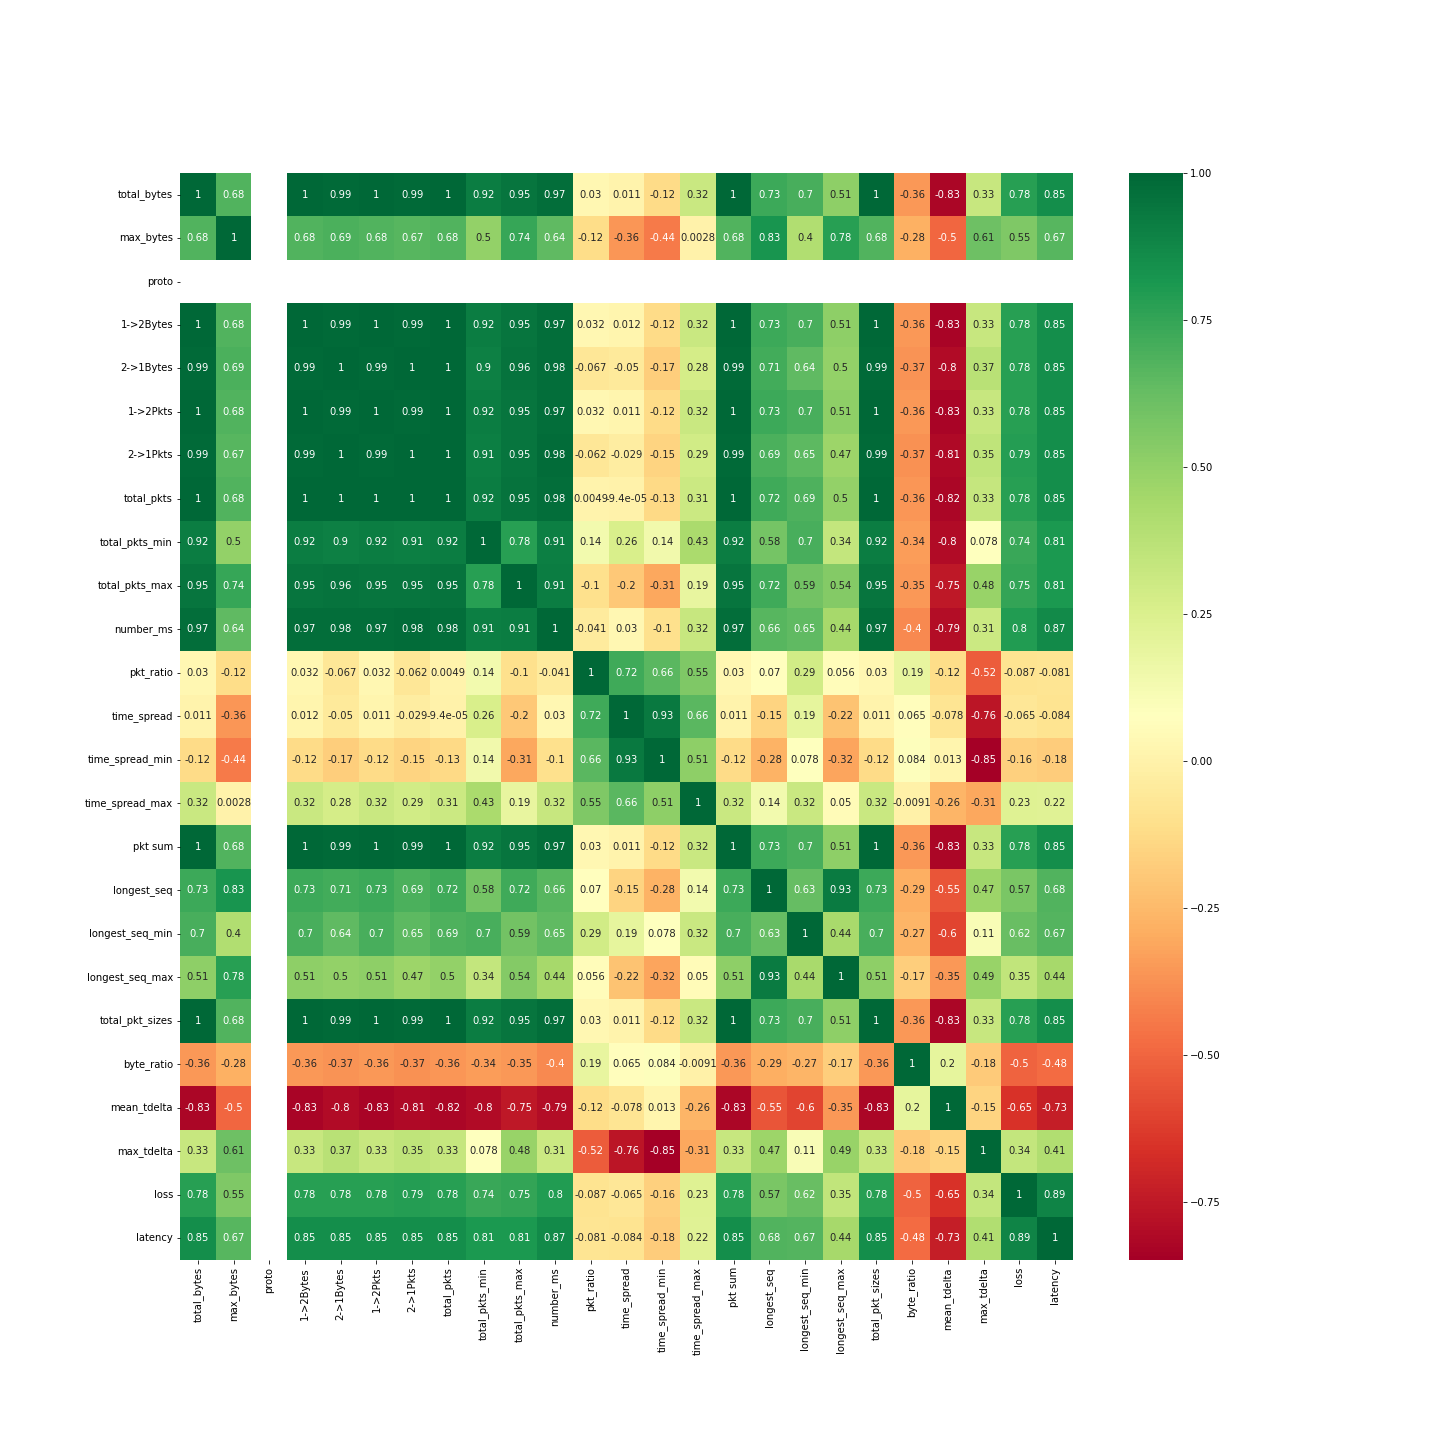 total_bytes 1 0.68 1 0.99 1 0.99 1 0.92 0.95 0.97 0.03 0.011 -0.12 0.32 1 0.73 0.7 0.51 1 -0.36 -0.83 0.33 0.78 0.85
max_bytes 0.68 1 0.68 0.69 0.68 0.67 0.68 0.5 0.74 0.64 -0.12 -0.36 -0.44 0.0028 0.68 0.83 0.4 0.78 0.68 -0.28 -0.5 0.61 0.55 0.67
proto
1->2Bytes 1 0.68 1 0.99 1 0.99 1 0.92 0.95 0.97 0.032 0.012 -0.12 0.32 1 0.73 0.7 0.51 1 -0.36 -0.83 0.33 0.78 0.85
2->1Bytes 0.99 0.69 0.99 1 0.99 1 1 0.9 0.96 0.98 -0.067 -0.05 -0.17 0.28 0.99 0.71 0.64 0.5 0.99 -0.37 -0.8 0.37 0.78 0.85
1->2Pkts 1 0.68 1 0.99 1 0.99 1 0.92 0.95 0.97 0.032 0.011 -0.12 0.32 1 0.73 0.7 0.51 1 -0.36 -0.83 0.33 0.78 0.85
2->1Pkts 0.99 0.67 0.99 1 0.99 1 1 0.91 0.95 0.98 -0.062 -0.029 -0.15 0.29 0.99 0.69 0.65 0.47 0.99 -0.37 -0.81 0.35 0.79 0.85
total_pkts 1 0.68 1 1 1 1 1 0.92 0.95 0.98 0.0049 -9.4e-05 -0.13 0.31 1 0.72 0.69 0.5 1 -0.36 -0.82 0.33 0.78 0.85
total_pkts_min 0.92 0.5 0.92 0.9 0.92 0.91 0.92 1 0.78 0.91 0.14 0.26 0.14 0.43 0.92 0.58 0.7 0.34 0.92 -0.34 -0.8 0.078 0.74 0.81
total_pkts_max 0.95 0.74 0.95 0.96 0.95 0.95 0.95 0.78 1 0.91 -0.1 -0.2 -0.31 0.19 0.95 0.72 0.59 0.54 0.95 -0.35 -0.75 0.48 0.75 0.81
number_ms 0.97 0.64 0.97 0.98 0.97 0.98 0.98 0.91 0.91 1 -0.041 0.03 -0.1 0.32 0.97 0.66 0.65 0.44 0.97 -0.4 -0.79 0.31 0.8 0.87
pkt_ratio 0.03 -0.12 0.032 -0.067 0.032 -0.062 0.0049 0.14 -0.1 -0.041 1 0.72 0.66 0.55 0.03 0.07 0.29 0.056 0.03 0.19 -0.12 -0.52 -0.087 -0.081
time_spread 0.011 -0.36 0.012 -0.05 0.011 -0.029 -9.4e-05 0.26 -0.2 0.03 0.72 1 0.93 0.66 0.011 -0.15 0.19 -0.22 0.011 0.065 -0.078 -0.76 -0.065 -0.084
time_spread_min -0.12 -0.44 -0.12 -0.17 -0.12 -0.15 -0.13 0.14 -0.31 -0.1 0.66 0.93 1 0.51 -0.12 -0.28 0.078 -0.32 -0.12 0.084 0.013 -0.85 -0.16 -0.18
time_spread_max 0.32 0.0028 0.32 0.28 0.32 0.29 0.31 0.43 0.19 0.32 0.55 0.66 0.51 1 0.32 0.14 0.32 0.05 0.32 -0.0091 -0.26 -0.31 0.23 0.22
pkt sum 1 0.68 1 0.99 1 0.99 1 0.92 0.95 0.97 0.03 0.011 -0.12 0.32 1 0.73 0.7 0.51 1 -0.36 -0.83 0.33 0.78 0.85
longest_seq 0.73 0.83 0.73 0.71 0.73 0.69 0.72 0.58 0.72 0.66 0.07 -0.15 -0.28 0.14 0.73 1 0.63 0.93 0.73 -0.29 -0.55 0.47 0.57 0.68
longest_seq_min 0.7 0.4 0.7 0.64 0.7 0.65 0.69 0.7 0.59 0.65 0.29 0.19 0.078 0.32 0.7 0.63 1 0.44 0.7 -0.27 -0.6 0.11 0.62 0.67
longest_seq_max 0.51 0.78 0.51 0.5 0.51 0.47 0.5 0.34 0.54 0.44 0.056 -0.22 -0.32 0.05 0.51 0.93 0.44 1 0.51 -0.17 -0.35 0.49 0.35 0.44
total_pkt_sizes 1 0.68 1 0.99 1 0.99 1 0.92 0.95 0.97 0.03 0.011 -0.12 0.32 1 0.73 0.7 0.51 1 -0.36 -0.83 0.33 0.78 0.85
byte_ratio -0.36 -0.28 -0.36 -0.37 -0.36 -0.37 -0.36 -0.34 -0.35 -0.4 0.19 0.065 0.084 -0.0091 -0.36 -0.29 -0.27 -0.17 -0.36 1 0.2 -0.18 -0.5 -0.48
mean_tdelta -0.83 -0.5 -0.83 -0.8 -0.83 -0.81 -0.82 -0.8 -0.75 -0.79 -0.12 -0.078 0.013 -0.26 -0.83 -0.55 -0.6 -0.35 -0.83 0.2 1 -0.15 -0.65 -0.73
max_tdelta 0.33 0.61 0.33 0.37 0.33 0.35 0.33 0.078 0.48 0.31 -0.52 -0.76 -0.85 -0.31 0.33 0.47 0.11 0.49 0.33 -0.18 -0.15 1 0.34 0.41
loss 0.78 0.55 0.78 0.78 0.78 0.79 0.78 0.74 0.75 0.8 -0.087 -0.065 -0.16 0.23 0.78 0.57 0.62 0.35 0.78 -0.5 -0.65 0.34 1 0.89
latency 0.85 0.67 0.85 0.85 0.85 0.85 0.85 0.81 0.81 0.87 -0.081 -0.084 -0.18 0.22 0.85 0.68 0.67 0.44 0.85 -0.48 -0.73 0.41 0.89 1
total_bytes
max_bytes
proto
1->2Bytes
2->1Bytes
1->2Pkts
2->1Pkts
total_pkts
total_pkts_min
total_pkts_max
number_ms
pkt_ratio
time_spread
time_spread_min
time_spread_max
pkt sum
longest_seq
longest_seq_min
longest_seq_max
total_pkt_sizes
byte_ratio
mean_tdelta
max_tdelta
loss
latency
1.00
0.75
0.50
0.25
0.00
−0.25
−0.50
−0.75